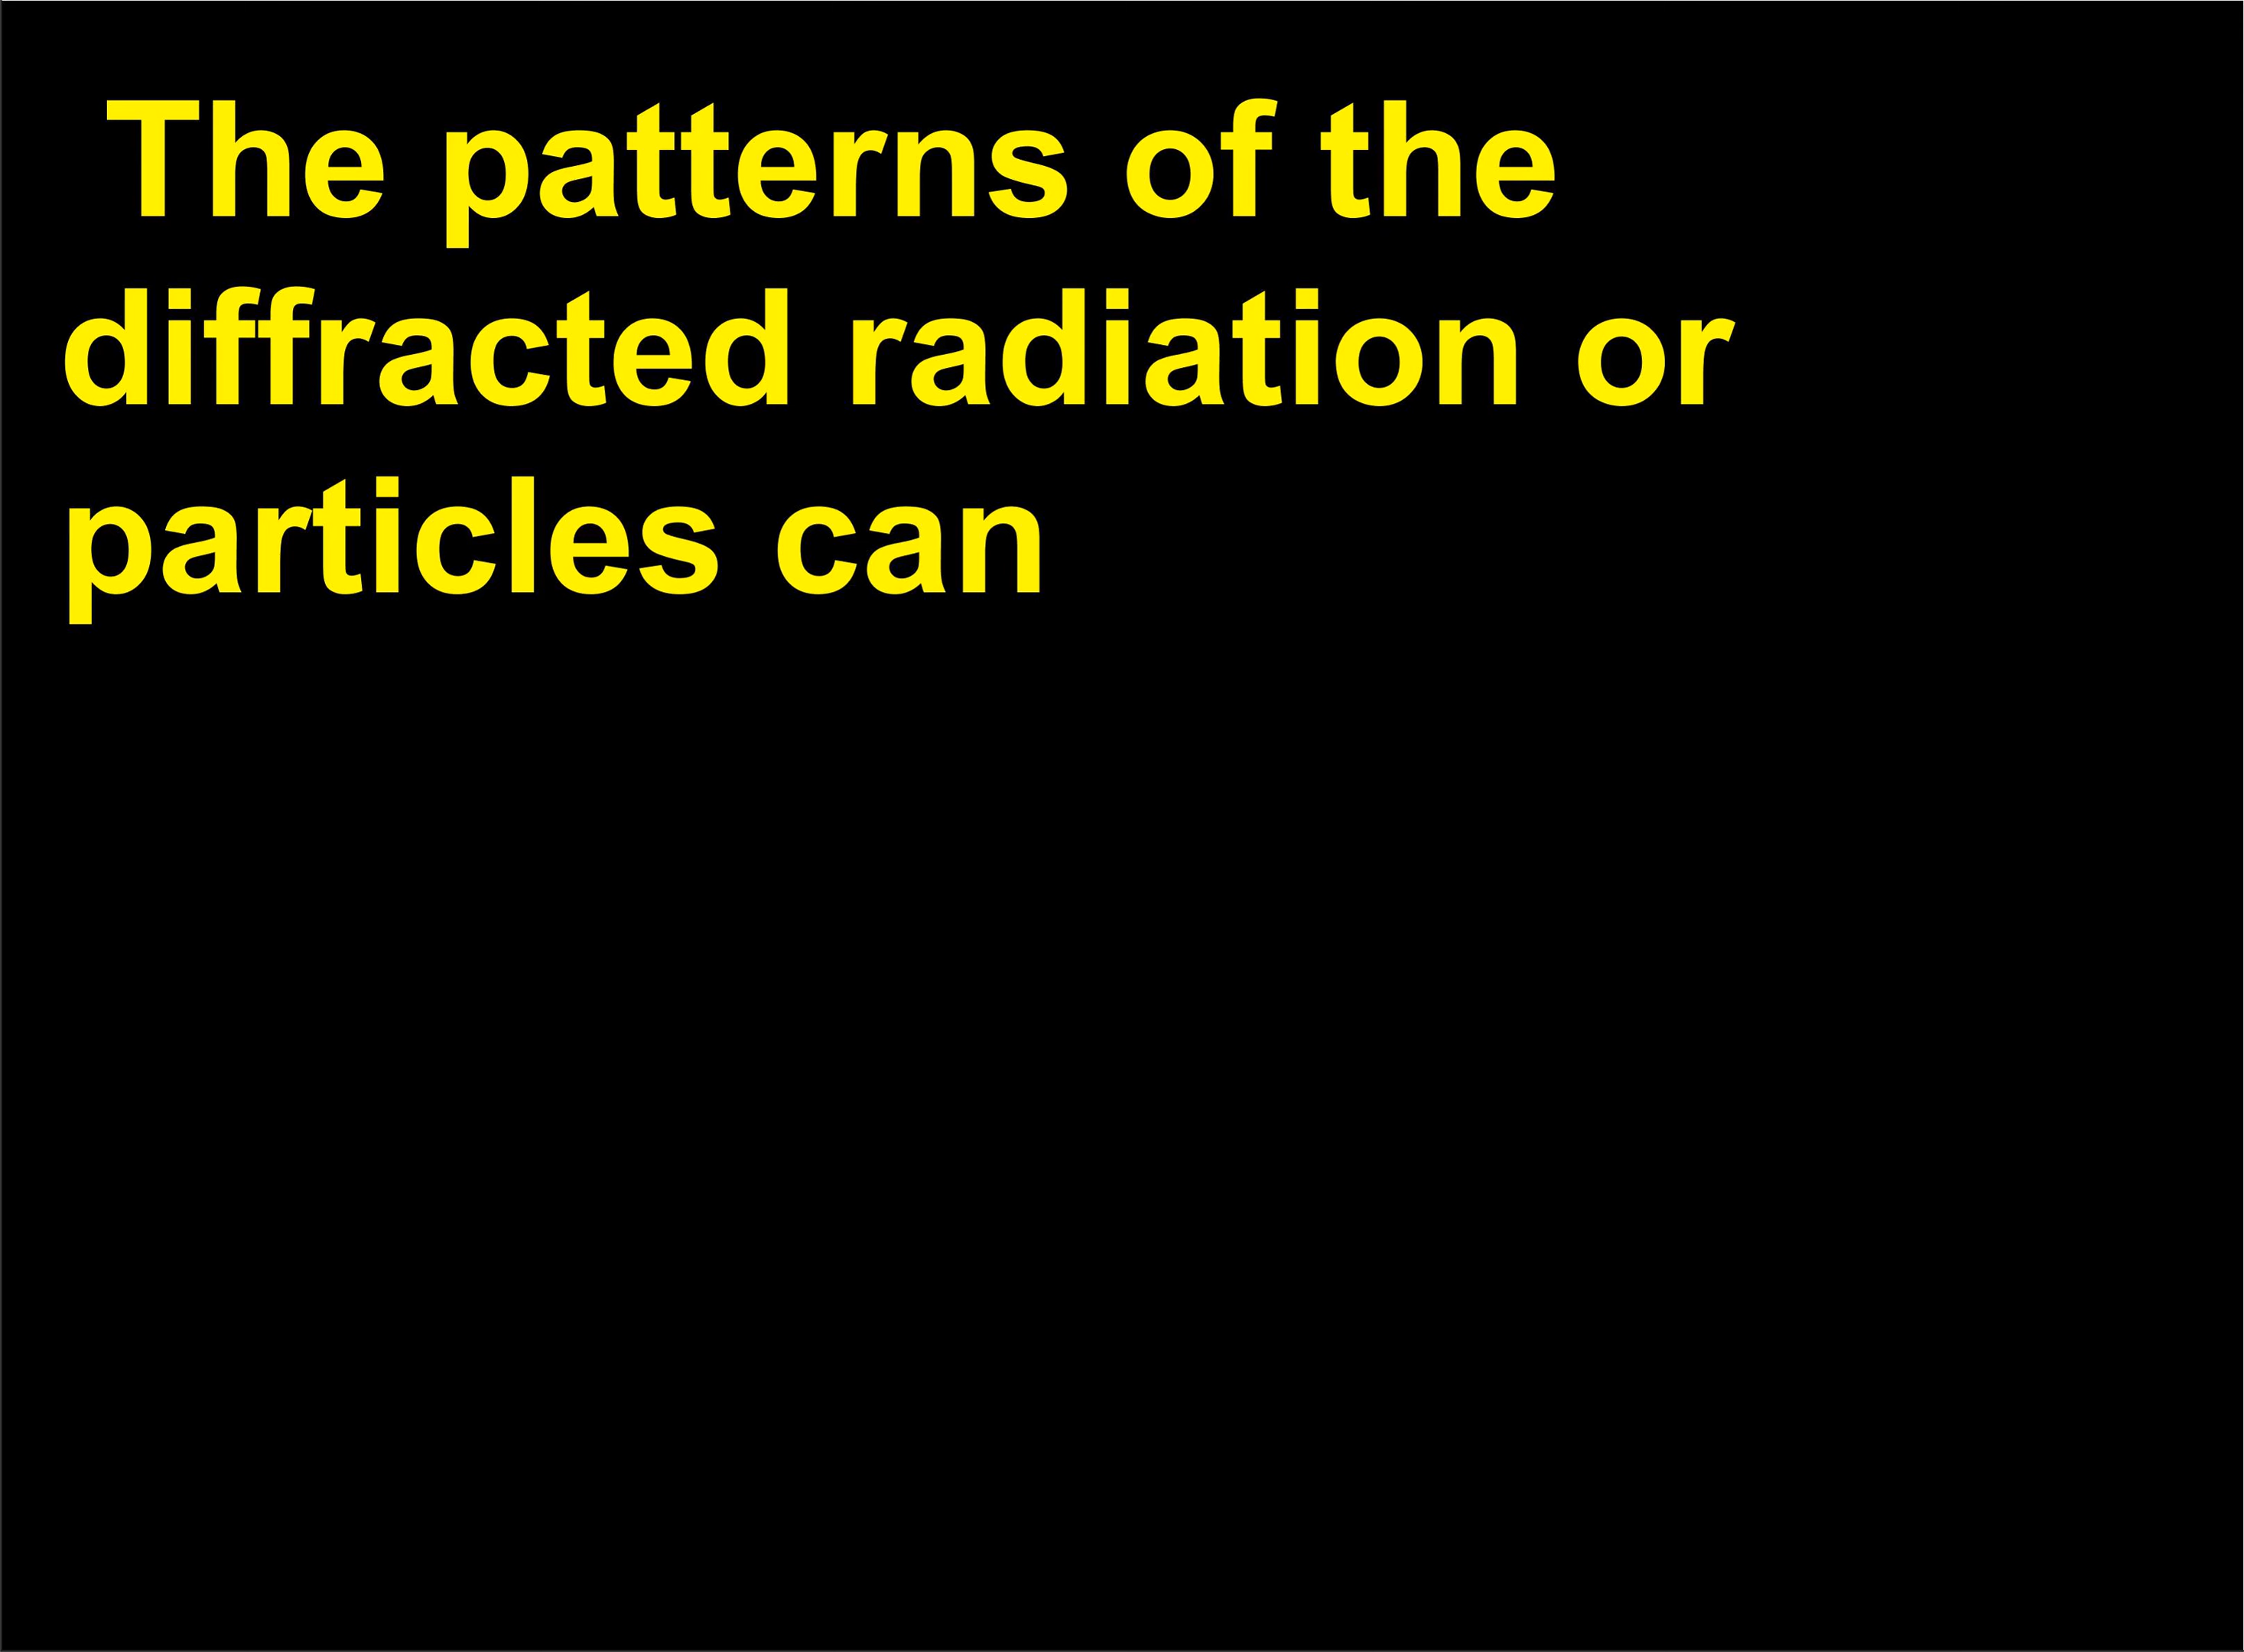 The patterns of the
diffracted radiation or
particles can